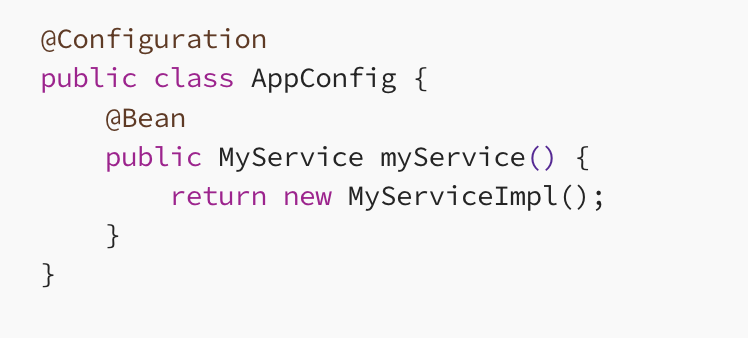 @Configuration
public class AppConfig {
    @Bean
    public MyService myService() {
        return new MyServiceImpl();
    }
}